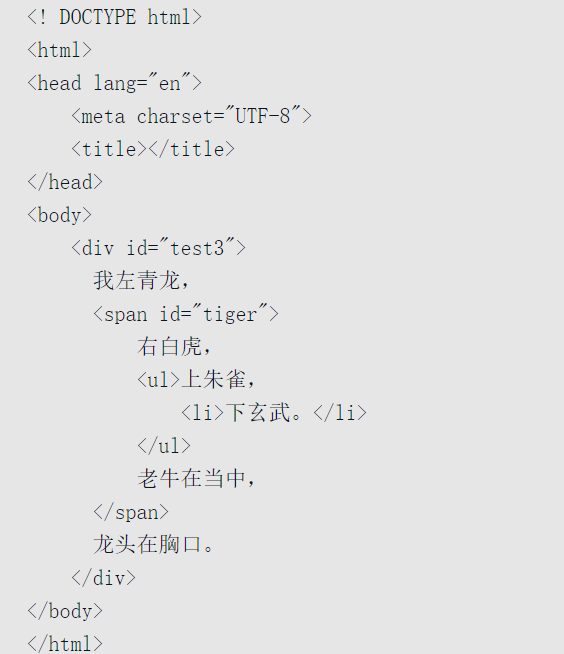 <! DOCTYPE html>
<html>
<head lang="en">
    <meta charset="UTF-8">
    <title></title>
</head>
<body>
    <div id="test3">
      我左青龙，
      <span id="tiger">
          右白虎，
          <ul>上朱雀，
              <li>下玄武。</li>
          </ul>
          老牛在当中，
      </span>
      龙头在胸口。
    </div>
</body>
</html>